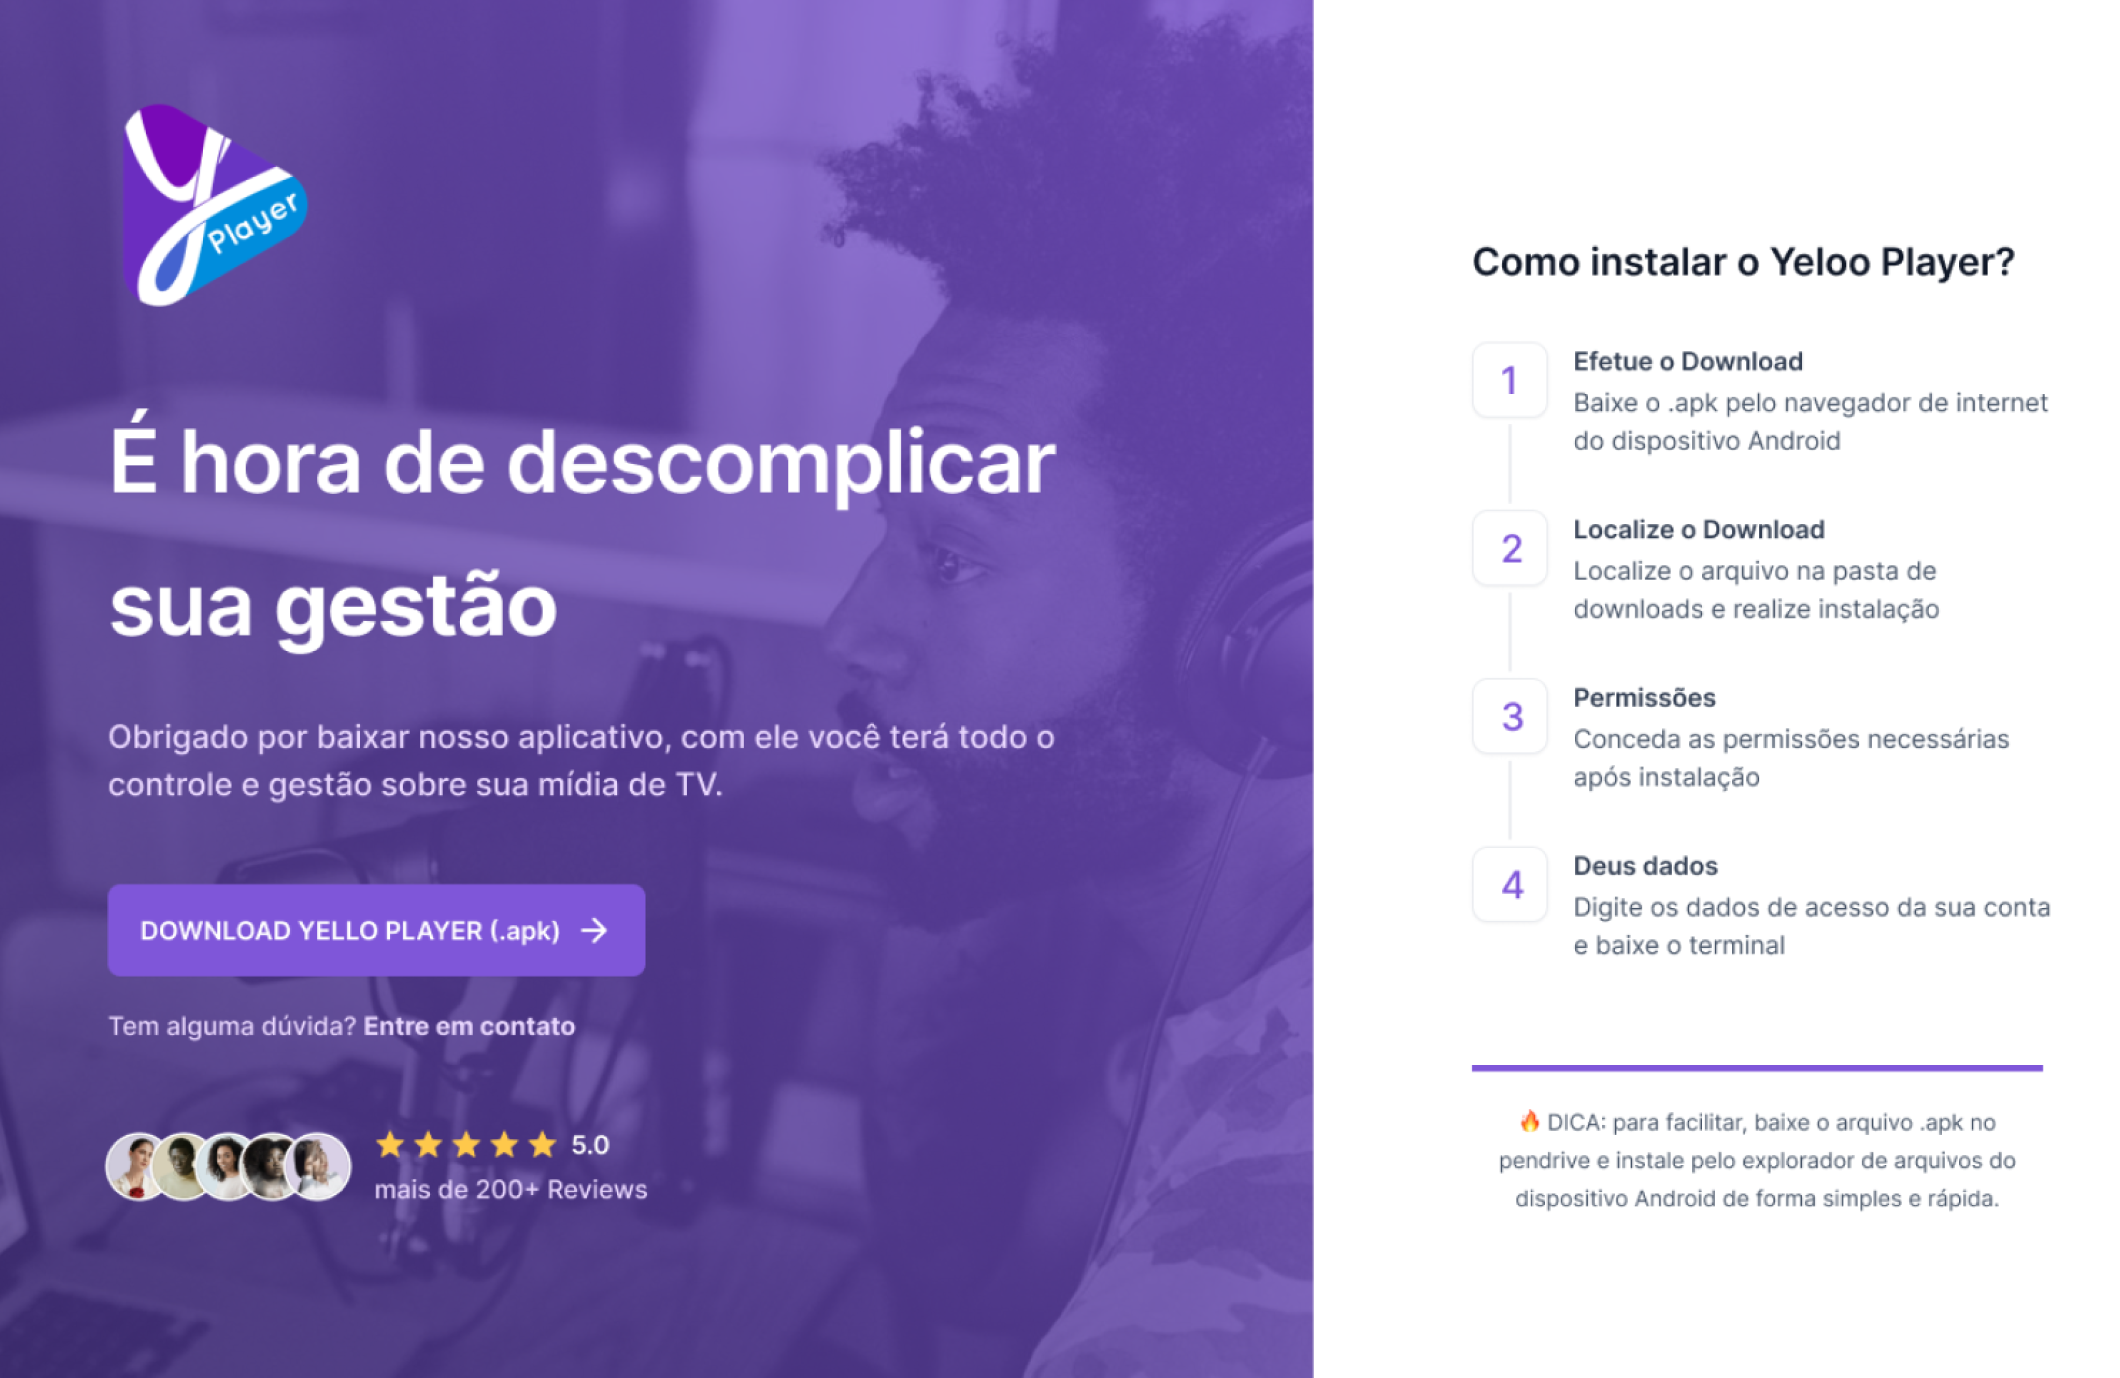 y Player
É hora de descomplicar
sua gestão
Obrigado por baixar nosso aplicativo, com ele você terá todo o
controle e gestão sobre sua mídia de TV.
DOWNLOAD YELLO PLAYER (.apk) →
Tem alguma dúvida? Entre em contato
5.0
mais de 200+ Reviews
Como instalar o Yeloo Player?
1
Efetue o Download
Baixe o .apk pelo navegador de internet
do dispositivo Android
2
Localize o Download
Localize o arquivo na pasta de
downloads e realize instalação
3
Permissões
Conceda as permissões necessárias
após instalação
4
Deus dados
Digite os dados de acesso da sua conta
e baixe o terminal
🔥 DICA: para facilitar, baixe o arquivo .apk no
pendrive e instale pelo explorador de arquivos do
dispositivo Android de forma simples e rápida.